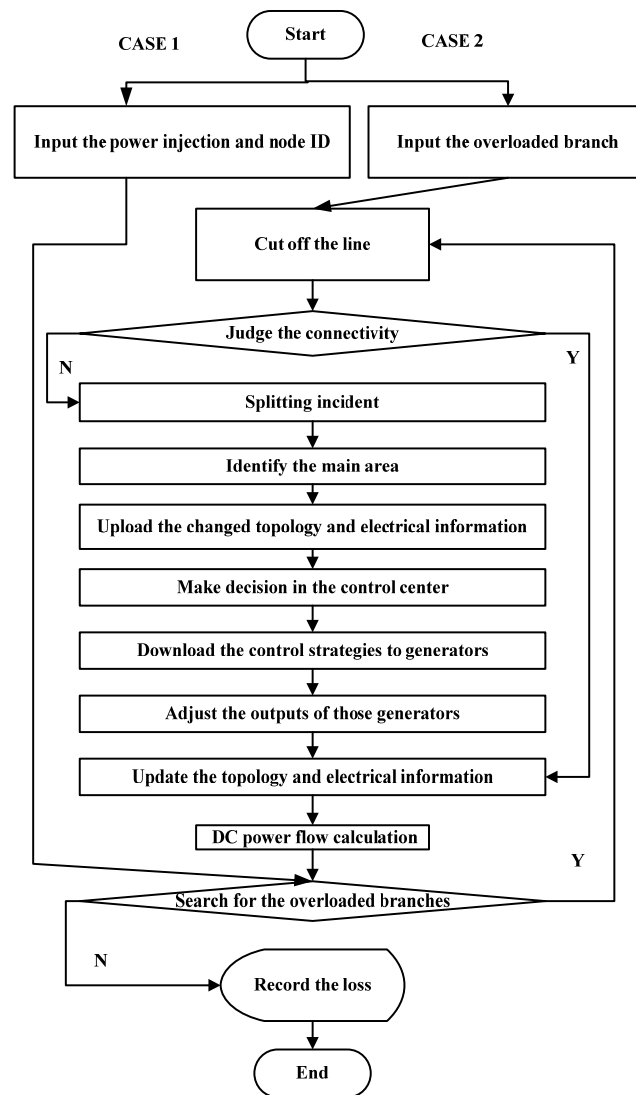 Start
CASE 1
CASE 2
Input the power injection and node ID
Input the overloaded branch
Cut off the line
Judge the connectivity
N
Y
Splitting incident
Identify the main area
Upload the changed topology and electrical information
Make decision in the control center
Download the control strategies to generators
Adjust the outputs of those generators
Update the topology and electrical information
DC power flow calculation
Y
Search for the overloaded branches
N
Record the loss
End